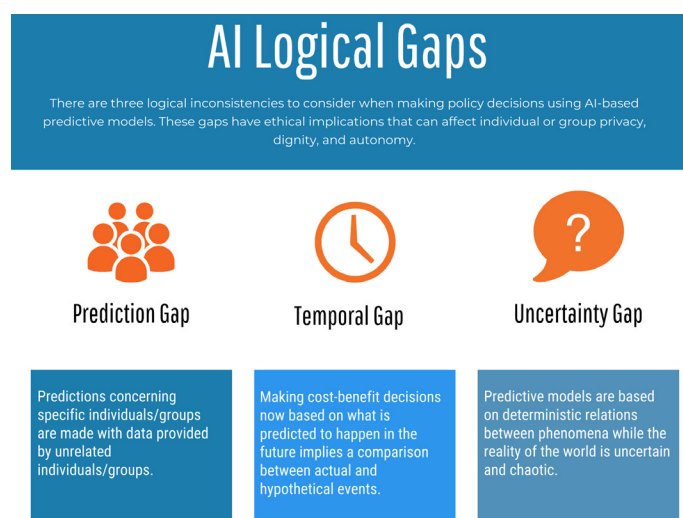 AI Logical Gaps
There are three logical inconsistencies to consider when making policy decisions using AI-based
predictive models. These gaps have ethical implications that can affect individual or group privacy,
dignity, and autonomy.
?
Prediction Gap
Temporal Gap
Uncertainty Gap
Predictions concerning
specific individuals/groups
are made with data provided
by unrelated
individuals/groups.
Making cost-benefit decisions
now based on what is
predicted to happen in the
future implies a comparison
between actual and
hypothetical events.
Predictive models are based
on deterministic relations
between phenomena while the
reality of the world is uncertain
and chaotic.